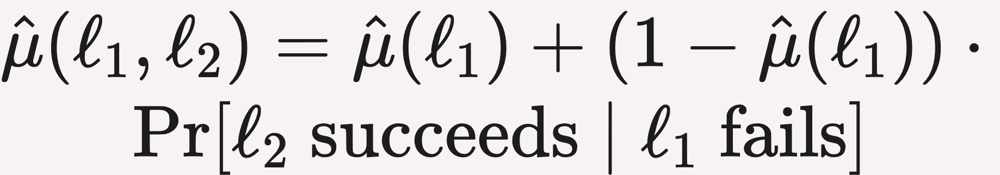 μ̂(ℓ₁, ℓ₂) = μ̂(ℓ₁) + (1 − μ̂(ℓ₁)) ·
Pr[ℓ₂ succeeds | ℓ₁ fails]